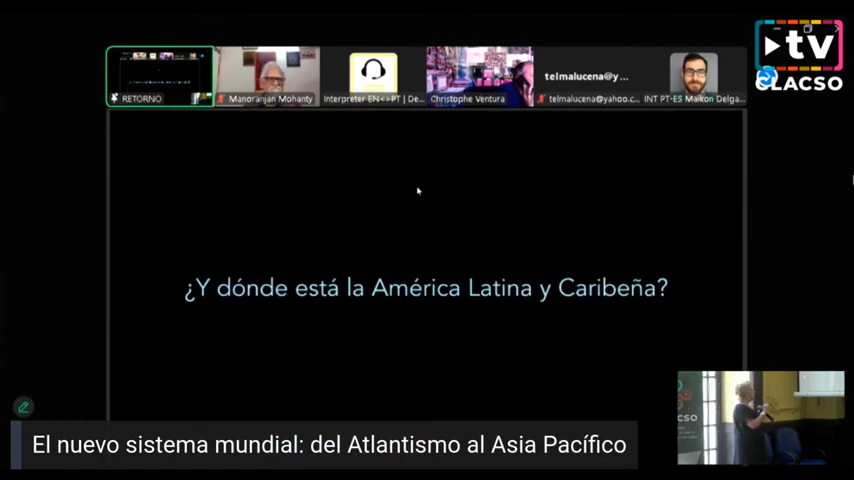 tv
CLACSO
RETORNO
Manoranjan Mohanty
Interpreter EN<>PT | De...
Christophe Ventura
telmalucena@y...
telmalucena@yahoo.c...
INT PT-ES Maikon Delga...
¿Y dónde está la América Latina y Caribeña?
CSO
El nuevo sistema mundial: del Atlantismo al Asia Pacífico